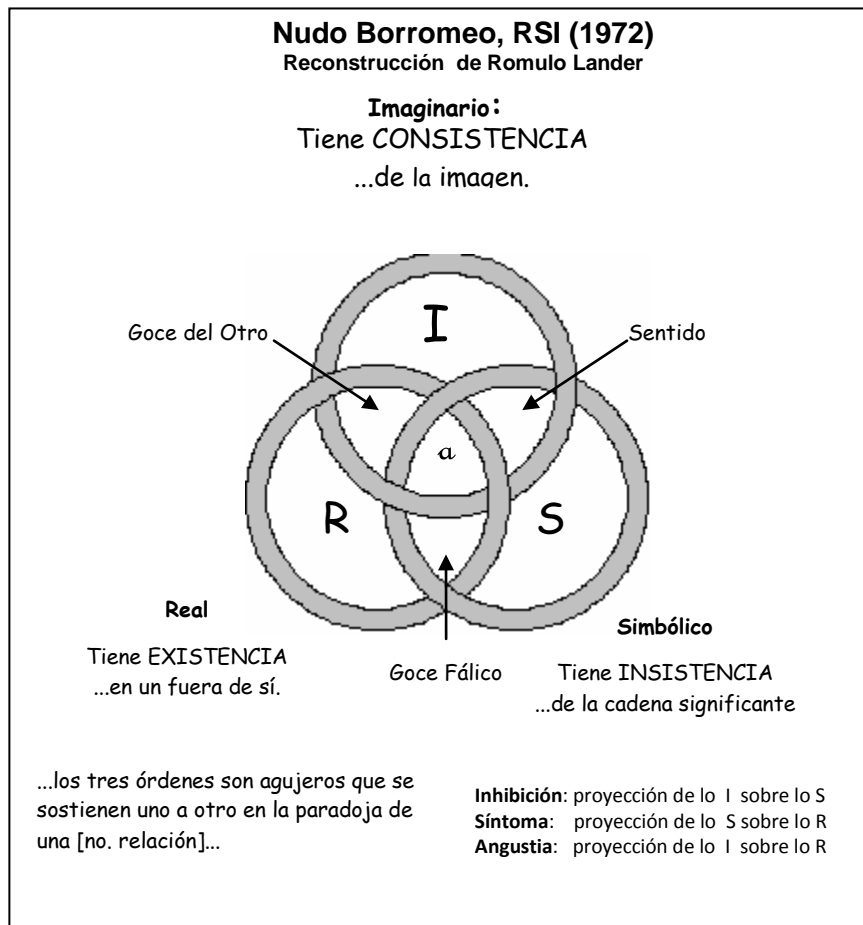 Nudo Borromeo, RSI (1972)
Reconstrucción de Romulo Lander
Imaginario:
Tiene CONSISTENCIA
...de la imagen.
Goce del Otro
I
Sentido
a
R
S
Real
Tiene EXISTENCIA
...en un fuera de sí.
Goce Fálico
Simbólico
Tiene INSISTENCIA
...de la cadena significante
...los tres órdenes son agujeros que se
sostienen uno a otro en la paradoja de
una [no. relación]...
Inhibición: proyección de lo I sobre lo S
Síntoma: proyección de lo S sobre lo R
Angustia: proyección de lo I sobre lo R